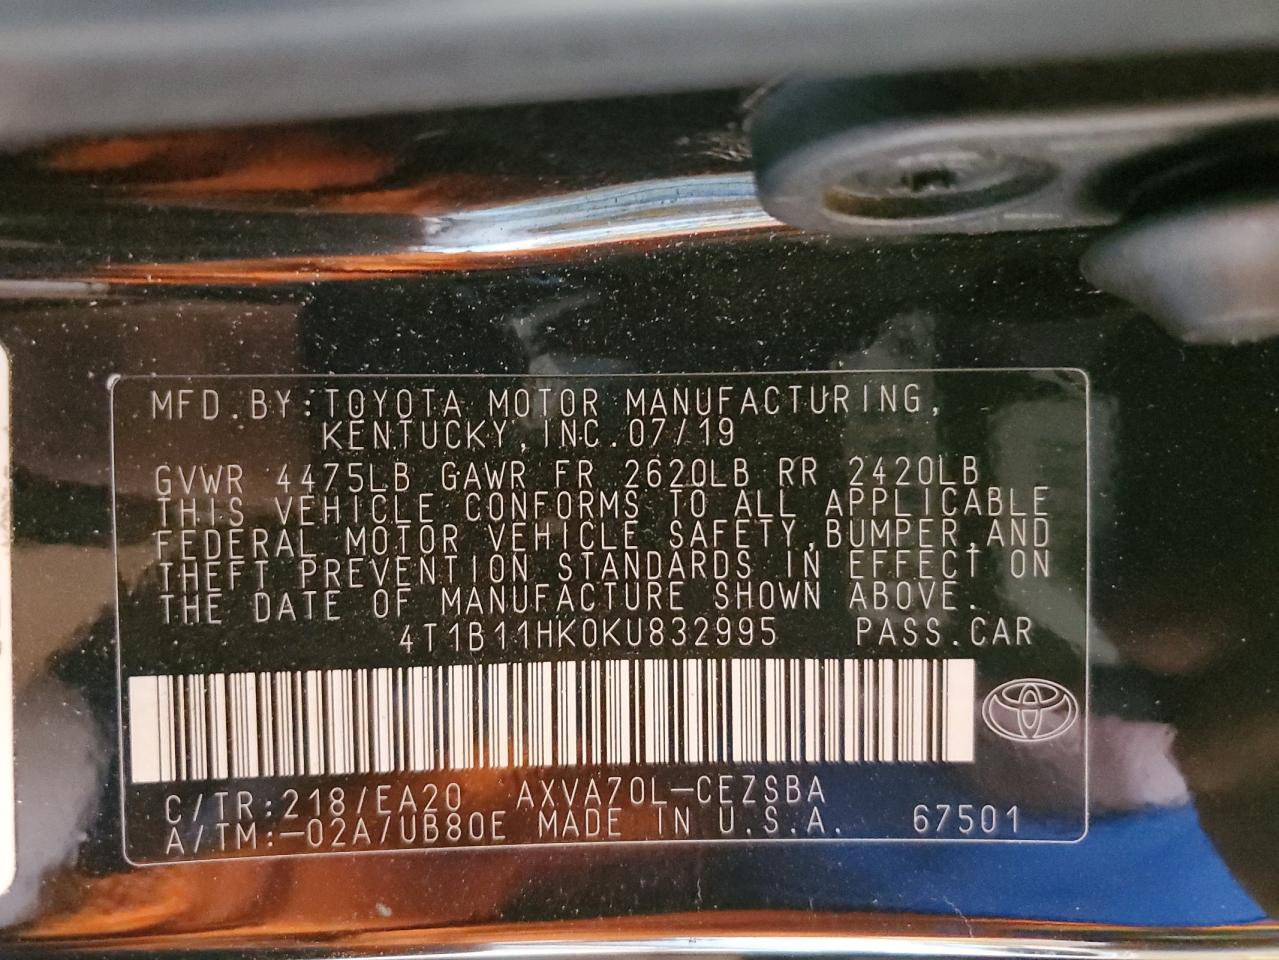 MFD.BY:TOYOTA MOTOR MANUFACTURING,
KENTUCKY,INC.07/19
GVWR 4475LB GAWR FR 2620LB RR 2420LB
THIS VEHICLE CONFORMS TO ALL APPLICABLE
FEDERAL MOTOR VEHICLE SAFETY,BUMPER,AND
THEFT PREVENTION STANDARDS IN EFFECT ON
THE DATE OF MANUFACTURE SHOWN ABOVE.
4T1B11HK0KU832995 PASS.CAR
C/TR:218/EA20 AXVA70L-CEZSBA
A/TM:-02A/UB80E MADE IN U.S.A. 67501